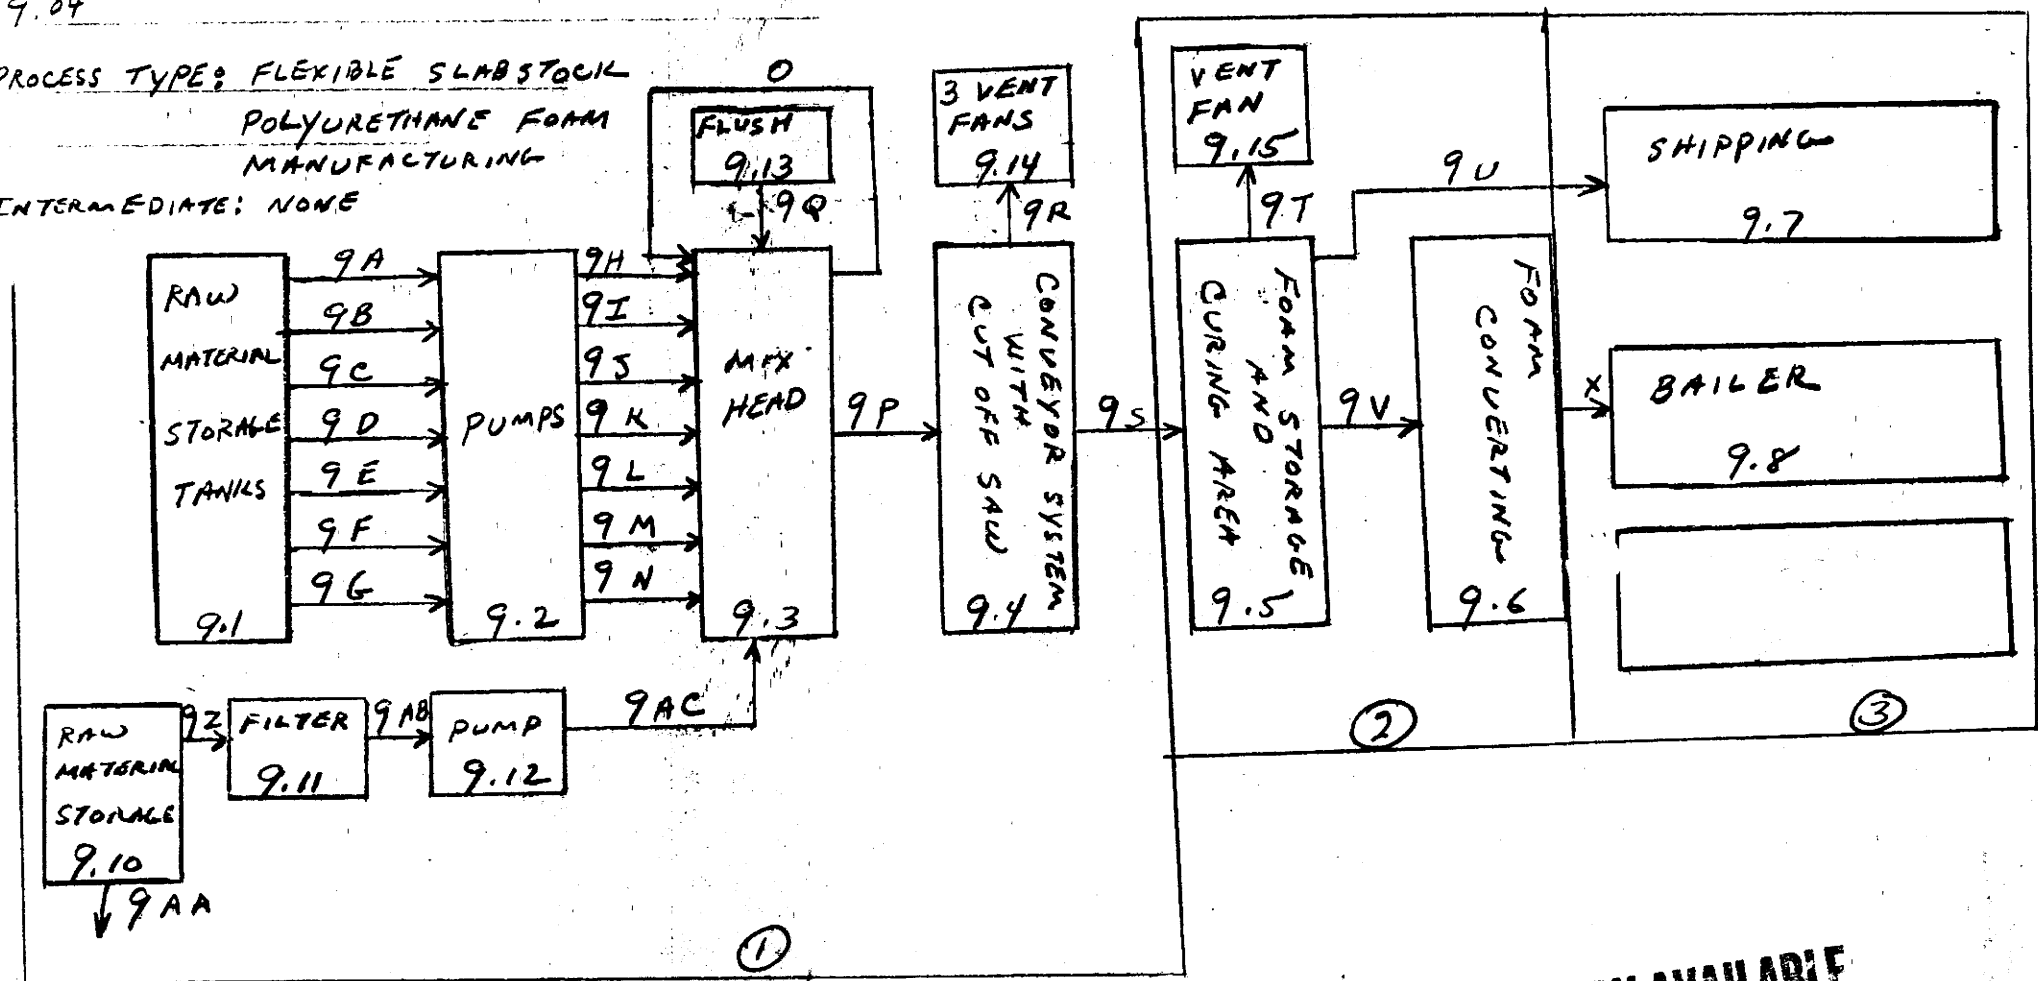 9.04
PROCESS TYPE: FLEXIBLE SLABSTOCK
POLYURETHANE FOAM
MANUFACTURING
INTERMEDIATE: NONE
O
FLUSH
9.13
9Q
3 VENT
FANS
9.14
9R
VENT
FAN
9.15
9T
9U
SHIPPING
9.7
RAW
MATERIAL
STORAGE
TANKS
9.1
9A
9B
9C
9D
9E
9F
9G
PUMPS
9.2
9H
9I
9J
9K
9L
9M
9N
MIX
HEAD
9.3
9P
CONVEYOR SYSTEM
WITH
CUT OFF SAW
9.4
9S
FOAM STORAGE
AND
CURING AREA
9.5
9V
FOAM
CONVERTING
9.6
X
BAILER
9.8
RAW
MATERIAL
STORAGE
9.10
9Z
FILTER
9.11
9AB
PUMP
9.12
9AC
9AA
1
2
3
AVAILABLE